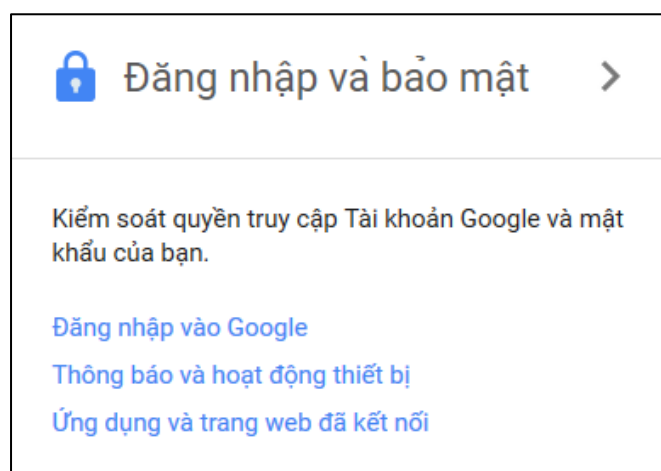 Đăng nhập và bảo mật
Kiểm soát quyền truy cập Tài khoản Google và mật
khẩu của bạn.
Đăng nhập vào Google
Thông báo và hoạt động thiết bị
Ứng dụng và trang web đã kết nối